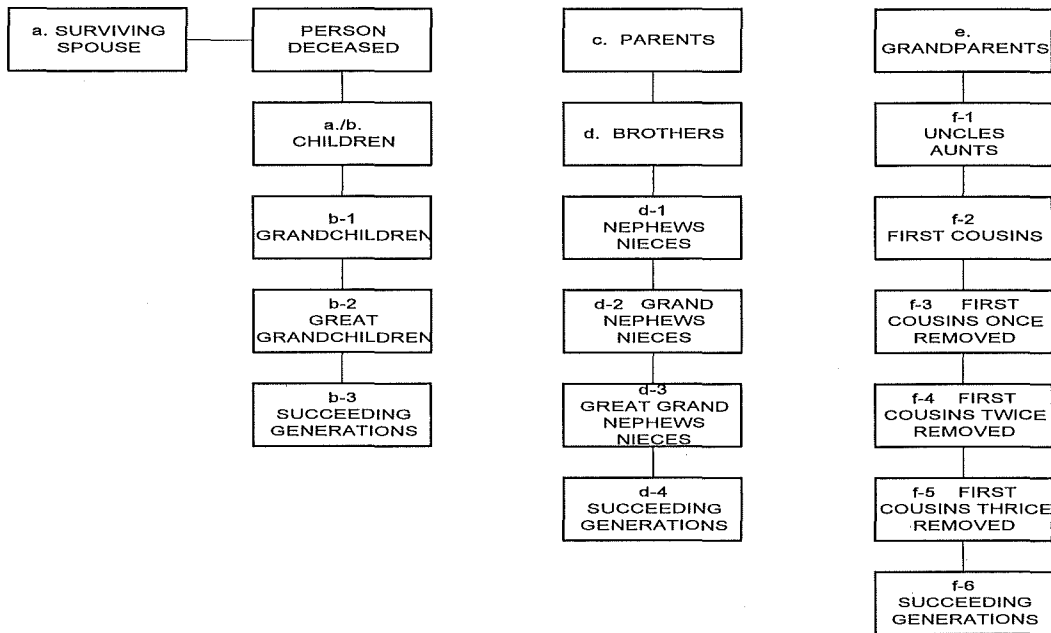 a. SURVIVING
SPOUSE
PERSON
DECEASED
a./b.
CHILDREN
b-1
GRANDCHILDREN
b-2
GREAT
GRANDCHILDREN
b-3
SUCCEEDING
GENERATIONS
c. PARENTS
d. BROTHERS
d-1
NEPHEWS
NIECES
d-2 GRAND
NEPHEWS
NIECES
d-3
GREAT GRAND
NEPHEWS
NIECES
d-4
SUCCEEDING
GENERATIONS
e.
GRANDPARENTS
f-1
UNCLES
AUNTS
f-2
FIRST COUSINS
f-3 FIRST
COUSINS ONCE
REMOVED
f-4 FIRST
COUSINS TWICE
REMOVED
f-5 FIRST
COUSINS THRICE
REMOVED
f-6
SUCCEEDING
GENERATIONS